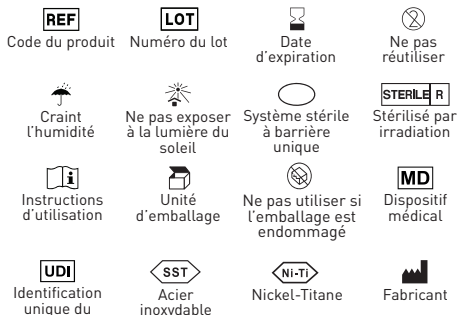 REF
LOT
Code du produit
Numéro du lot
Date
d'expiration
Ne pas
réutiliser
STERILE R
Craint
l'humidité
Ne pas exposer
à la lumière du
soleil
Système stérile
à barrière
unique
Stérilisé par
irradiation
i
MD
Instructions
d'utilisation
Unité
d'emballage
Ne pas utiliser si
l'emballage est
endommagé
Dispositif
médical
UDI
SST
Ni-Ti
Identification
unique du
Acier
inoxydable
Nickel-Titane
Fabricant